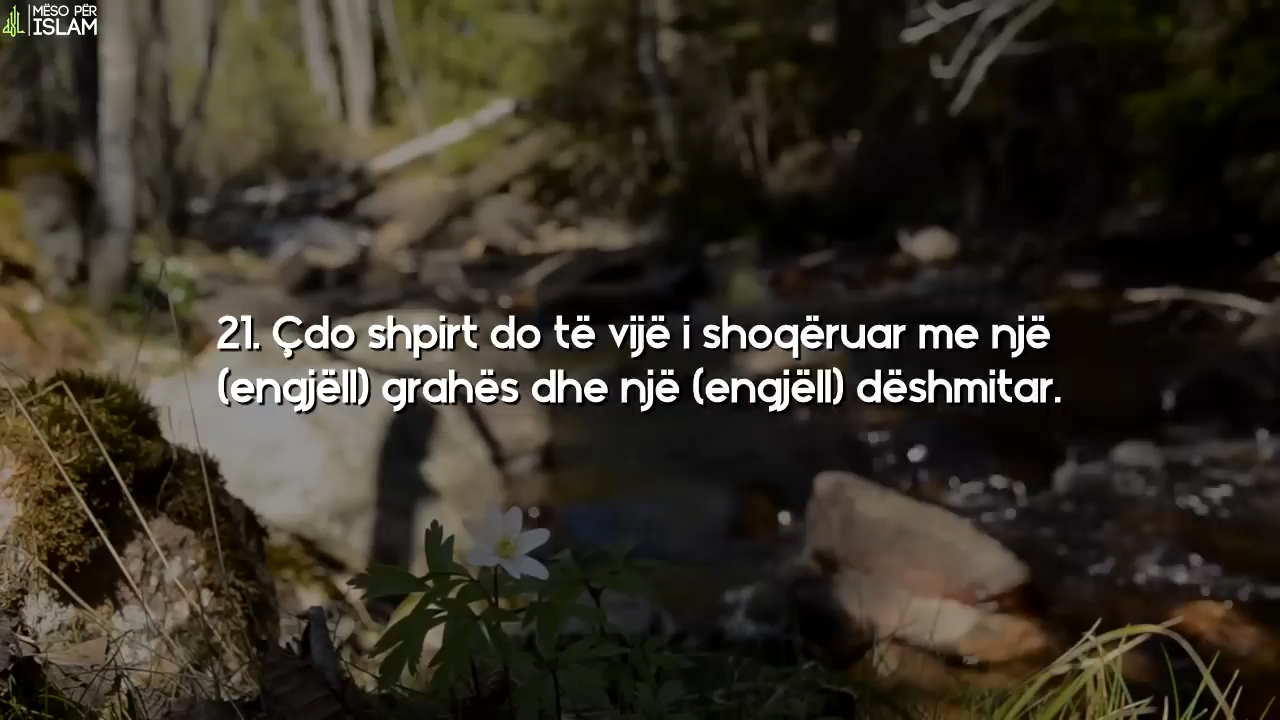 MËSO PËR
ISLAM
21. Çdo shpirt do të vijë i shoqëruar me një
(engjëll) grahës dhe një (engjëll) dëshmitar.